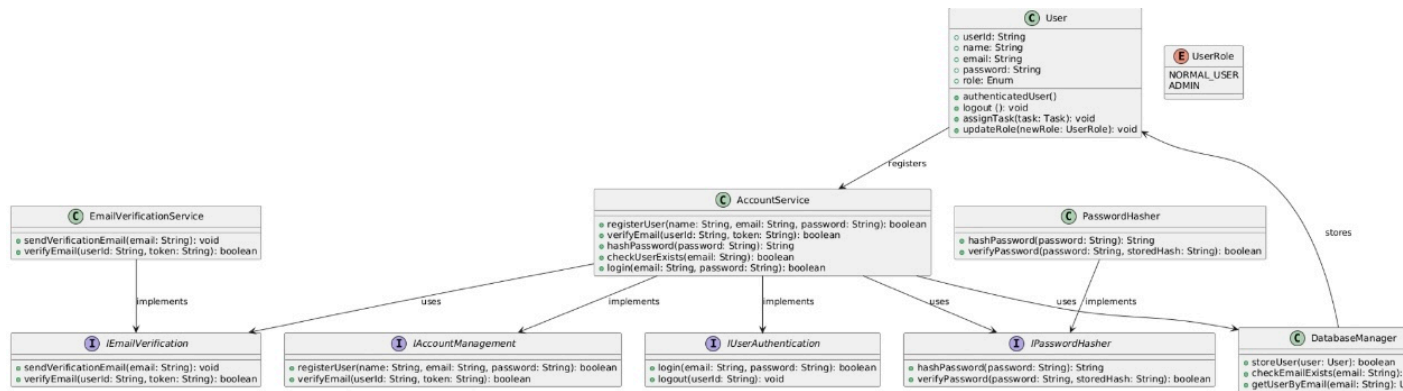 C User
userId: String
name: String
email: String
password: String
role: Enum
authenticatedUser()
logout (): void
assignTask(task: Task): void
updateRole(newRole: UserRole): void
E UserRole
NORMAL_USER
ADMIN
registers
stores
C EmailVerificationService
sendVerificationEmail(email: String): void
verifyEmail(userId: String, token: String): boolean
C AccountService
registerUser(name: String, email: String, password: String): boolean
verifyEmail(userId: String, token: String): boolean
hashPassword(password: String): String
checkUserExists(email: String): boolean
login(email: String, password: String): boolean
C PasswordHasher
hashPassword(password: String): String
verifyPassword(password: String, storedHash: String): boolean
implements
uses
implements
implements
uses
implements
uses
I IEmailVerification
sendVerificationEmail(email: String): void
verifyEmail(userId: String, token: String): boolean
I IAccountManagement
registerUser(name: String, email: String, password: String): boolean
verifyEmail(userId: String, token: String): boolean
I IUserAuthentication
login(email: String, password: String): boolean
logout(userId: String): void
I IPasswordHasher
hashPassword(password: String): String
verifyPassword(password: String, storedHash: String): boolean
C DatabaseManager
storeUser(user: User): boolean
checkEmailExists(email: String):
getUserByEmail(email: String):